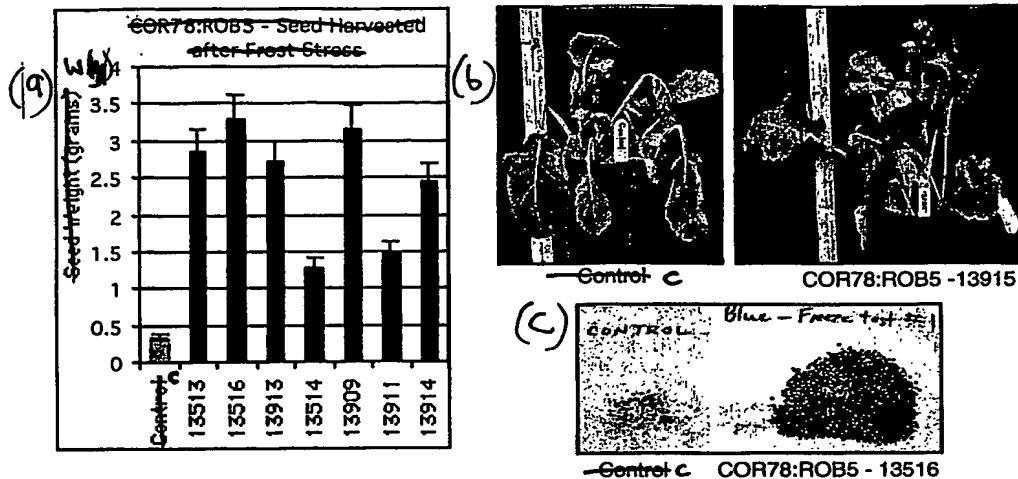 COR78:ROB5 - Seed Harvested
after Frost Stress
(a)
W(g)
Seed Weight (grams)
4
3.5
3
2.5
2
1.5
1
0.5
0
Control c
13513
13516
13913
13514
13909
13911
13914
(b)
Control c
COR78:ROB5 -13915
(C)
CONTROL
Blue - Freeze test
Control c
COR78:ROB5 - 13516